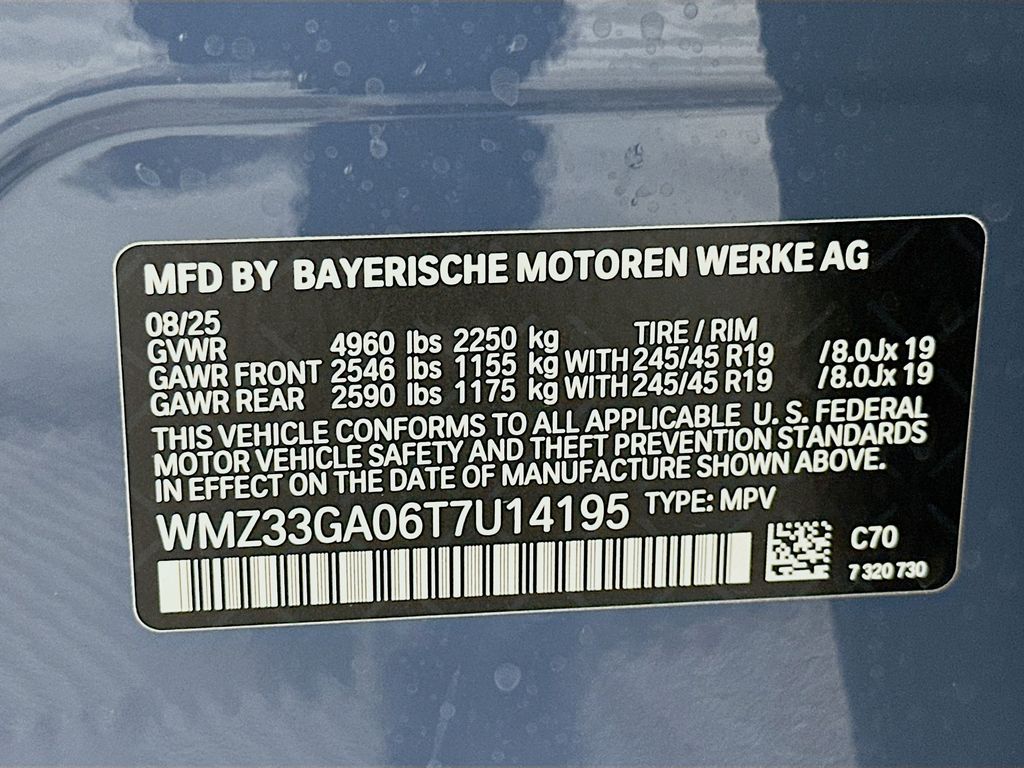 MFD BY BAYERISCHE MOTOREN WERKE AG
08/25
TIRE / RIM
GVWR 4960 lbs 2250 kg
GAWR FRONT 2546 lbs 1155 kg WITH 245/45 R19 /8.0Jx 19
GAWR REAR 2590 lbs 1175 kg WITH 245/45 R19 /8.0Jx 19
THIS VEHICLE CONFORMS TO ALL APPLICABLE U. S. FEDERAL
MOTOR VEHICLE SAFETY AND THEFT PREVENTION STANDARDS
IN EFFECT ON THE DATE OF MANUFACTURE SHOWN ABOVE.
WMZ33GA06T7U14195 TYPE: MPV
C70
7 320 730